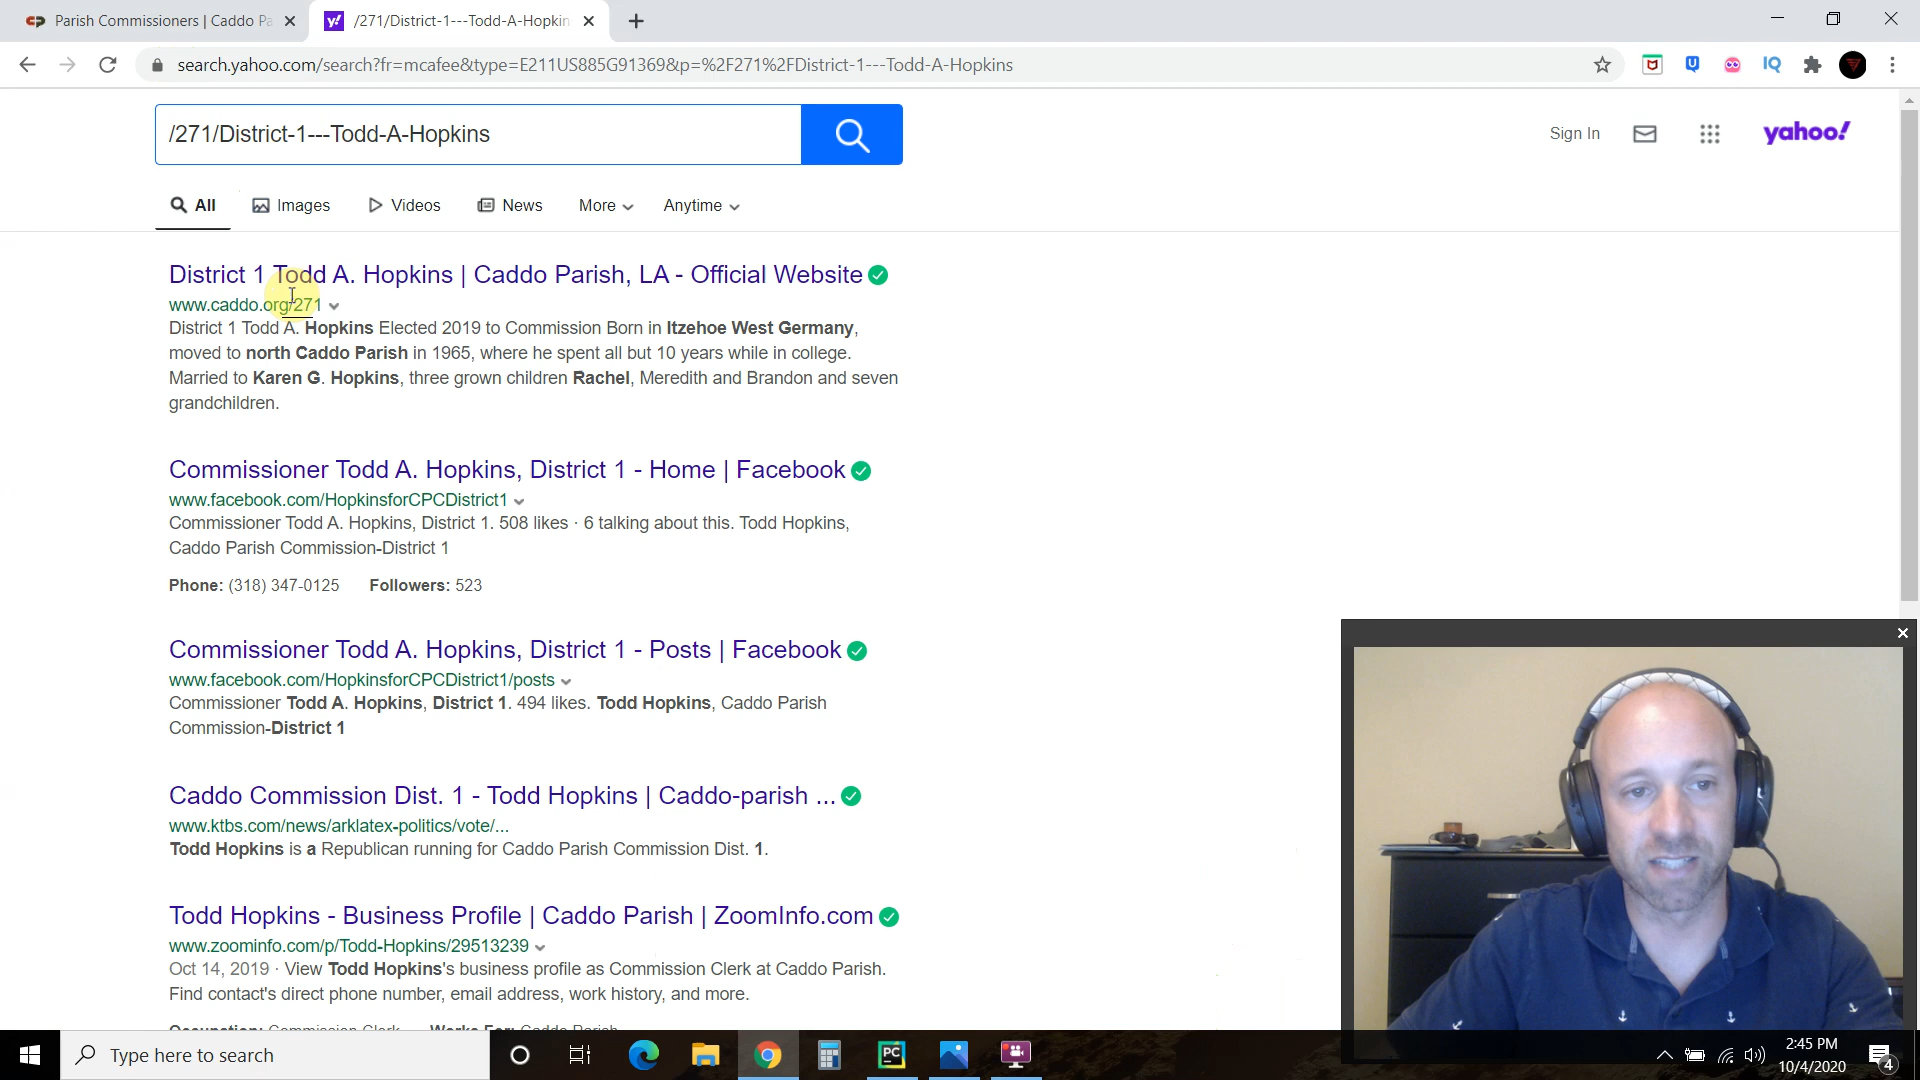 Parish Commissioners | Caddo Pa
/271/District-1---Todd-A-Hopkin
search.yahoo.com/search?fr=mcafee&type=E211US885G91369&p=%2F271%2FDistrict-1---Todd-A-Hopkins
/271/District-1---Todd-A-Hopkins
Sign In
yahoo!
All Images Videos News More Anytime
District 1 Todd A. Hopkins | Caddo Parish, LA - Official Website
www.caddo.org/271
District 1 Todd A. Hopkins Elected 2019 to Commission Born in Itzehoe West Germany,
moved to north Caddo Parish in 1965, where he spent all but 10 years while in college.
Married to Karen G. Hopkins, three grown children Rachel, Meredith and Brandon and seven
grandchildren.
Commissioner Todd A. Hopkins, District 1 - Home | Facebook
www.facebook.com/HopkinsforCPCDistrict1
Commissioner Todd A. Hopkins, District 1. 508 likes · 6 talking about this. Todd Hopkins,
Caddo Parish Commission-District 1
Phone: (318) 347-0125 Followers: 523
Commissioner Todd A. Hopkins, District 1 - Posts | Facebook
www.facebook.com/HopkinsforCPCDistrict1/posts
Commissioner Todd A. Hopkins, District 1. 494 likes. Todd Hopkins, Caddo Parish
Commission-District 1
Caddo Commission Dist. 1 - Todd Hopkins | Caddo-parish ...
www.ktbs.com/news/arklatex-politics/vote/...
Todd Hopkins is a Republican running for Caddo Parish Commission Dist. 1.
Todd Hopkins - Business Profile | Caddo Parish | ZoomInfo.com
www.zoominfo.com/p/Todd-Hopkins/29513239
Oct 14, 2019 · View Todd Hopkins's business profile as Commission Clerk at Caddo Parish.
Find contact's direct phone number, email address, work history, and more.
Occupation: Commission Clerk Works For: Caddo Parish
Type here to search
PC
2:45 PM
10/4/2020
4